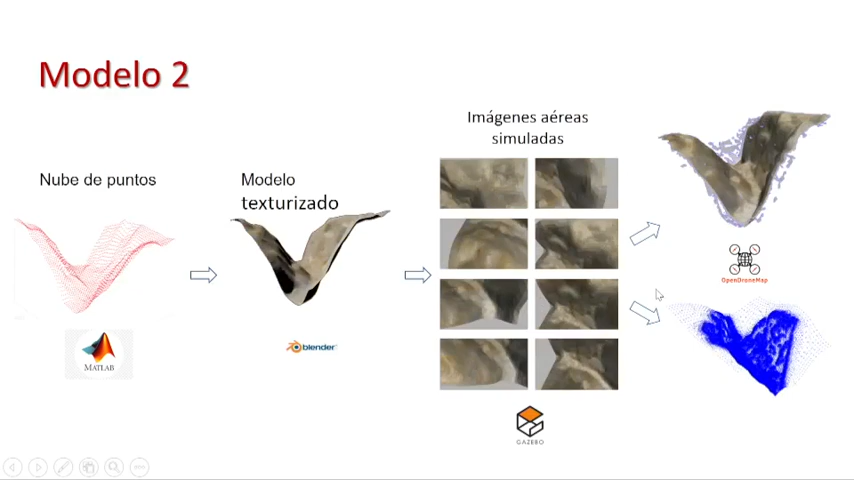 Modelo 2
Nube de puntos
MATLAB
Modelo
texturizado
blender
Imágenes aéreas
simuladas
GAZEBO
OpenDroneMap